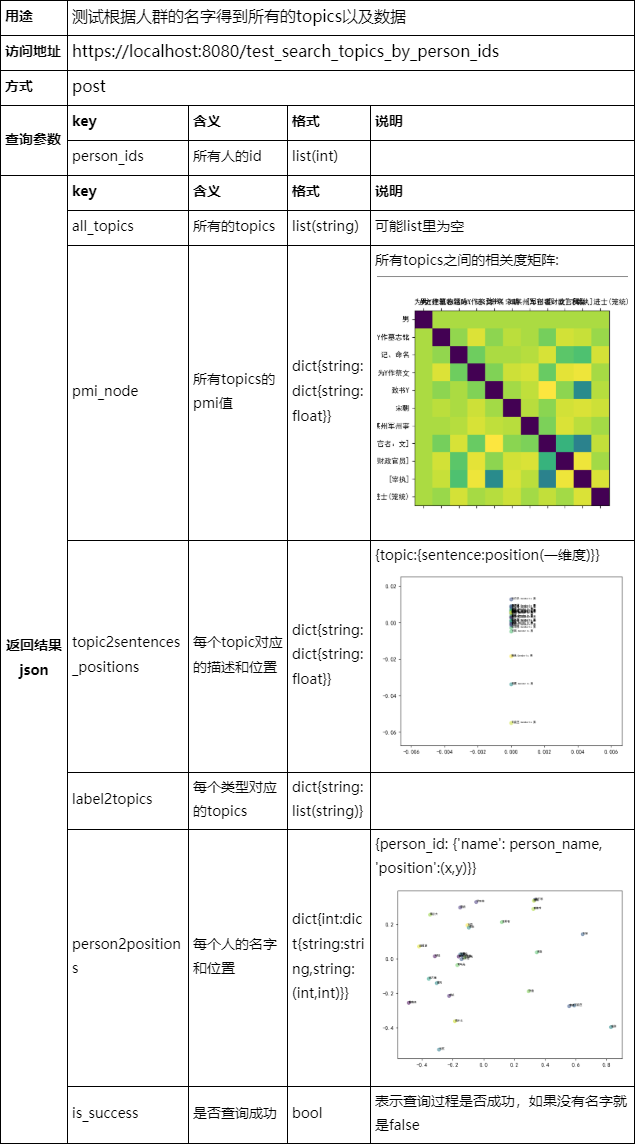 用途
测试根据人群的名字得到所有的topics以及数据
访问地址
https://localhost:8080/test_search_topics_by_person_ids
方式
post
查询参数
key 含义 格式 说明
person_ids 所有人的id list(int)
返回结果
json
key 含义 格式 说明
all_topics 所有的topics list(string) 可能list里为空
pmi_node
所有topics的
pmi值
dict{string:
dict{string:
float}}
所有topics之间的相关度矩阵:
进士(笼统)
男
Y作墓志铭
记、命名
为Y作祭文
致书Y
宋朝
官者，文]
财政官员]
[宰执]
topic2sentences
_positions
每个topic对应
的描述和位置
dict{string:
dict{string:
float}}
{topic:{sentence:position(一维度)}}
0.02
0.00
−0.02
−0.04
−0.06
−0.006 −0.004 −0.002 0.000 0.002 0.004 0.006
label2topics
每个类型对应
的topics
dict{string:
list(string)}
person2position
s
每个人的名字
和位置
dict{int:dict
{string:stri
ng,string:
(int,int)}}
{person_id: {'name': person_name,
'position':(x,y)}}
0.2
0.0
−0.2
−0.4
−0.4 −0.2 0.0 0.2 0.4 0.6 0.8
is_success
是否查询成功
bool
表示查询过程是否成功，如果没有名字就
是false